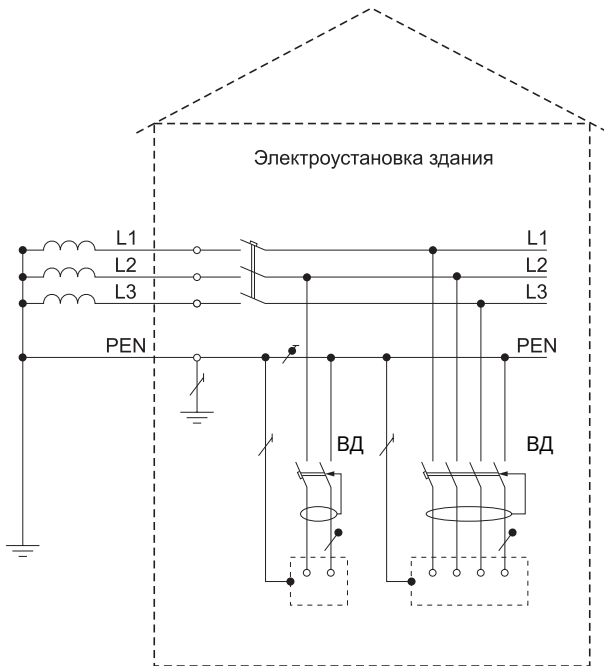 Электроустановка здания
L1 L1
L2 L2
L3 L3
PEN PEN
ВД ВД